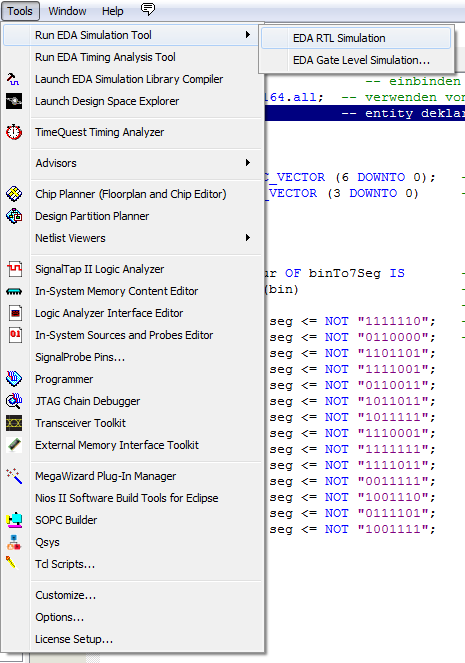 Tools Window Help
Run EDA Simulation Tool
EDA RTL Simulation
Run EDA Timing Analysis Tool
EDA Gate Level Simulation...
Launch EDA Simulation Library Compiler
-- einbinden
Launch Design Space Explorer
164.all; -- verwenden von
-- entity deklar
TimeQuest Timing Analyzer
Advisors
C_VECTOR (6 DOWNTO 0); -
Chip Planner (Floorplan and Chip Editor)
_VECTOR (3 DOWNTO 0) -
Design Partition Planner
Netlist Viewers
SignalTap II Logic Analyzer
ur OF binTo7Seg IS -
In-System Memory Content Editor
(bin) -
Logic Analyzer Interface Editor
seg <= NOT "1111110"; -
In-System Sources and Probes Editor
01
seg <= NOT "0110000"; -
SignalProbe Pins...
seg <= NOT "1101101";
seg <= NOT "1111001";
Programmer
seg <= NOT "0110011";
JTAG Chain Debugger
seg <= NOT "1011011";
Transceiver Toolkit
seg <= NOT "1011111";
External Memory Interface Toolkit
seg <= NOT "1110001";
seg <= NOT "1111111";
MegaWizard Plug-In Manager
seg <= NOT "1111011";
Nios II Software Build Tools for Eclipse
seg <= NOT "0011111";
SOPC Builder
seg <= NOT "1001110";
Qsys
seg <= NOT "0111101";
Tcl Scripts...
seg <= NOT "1001111";
Customize...
Options...
License Setup...